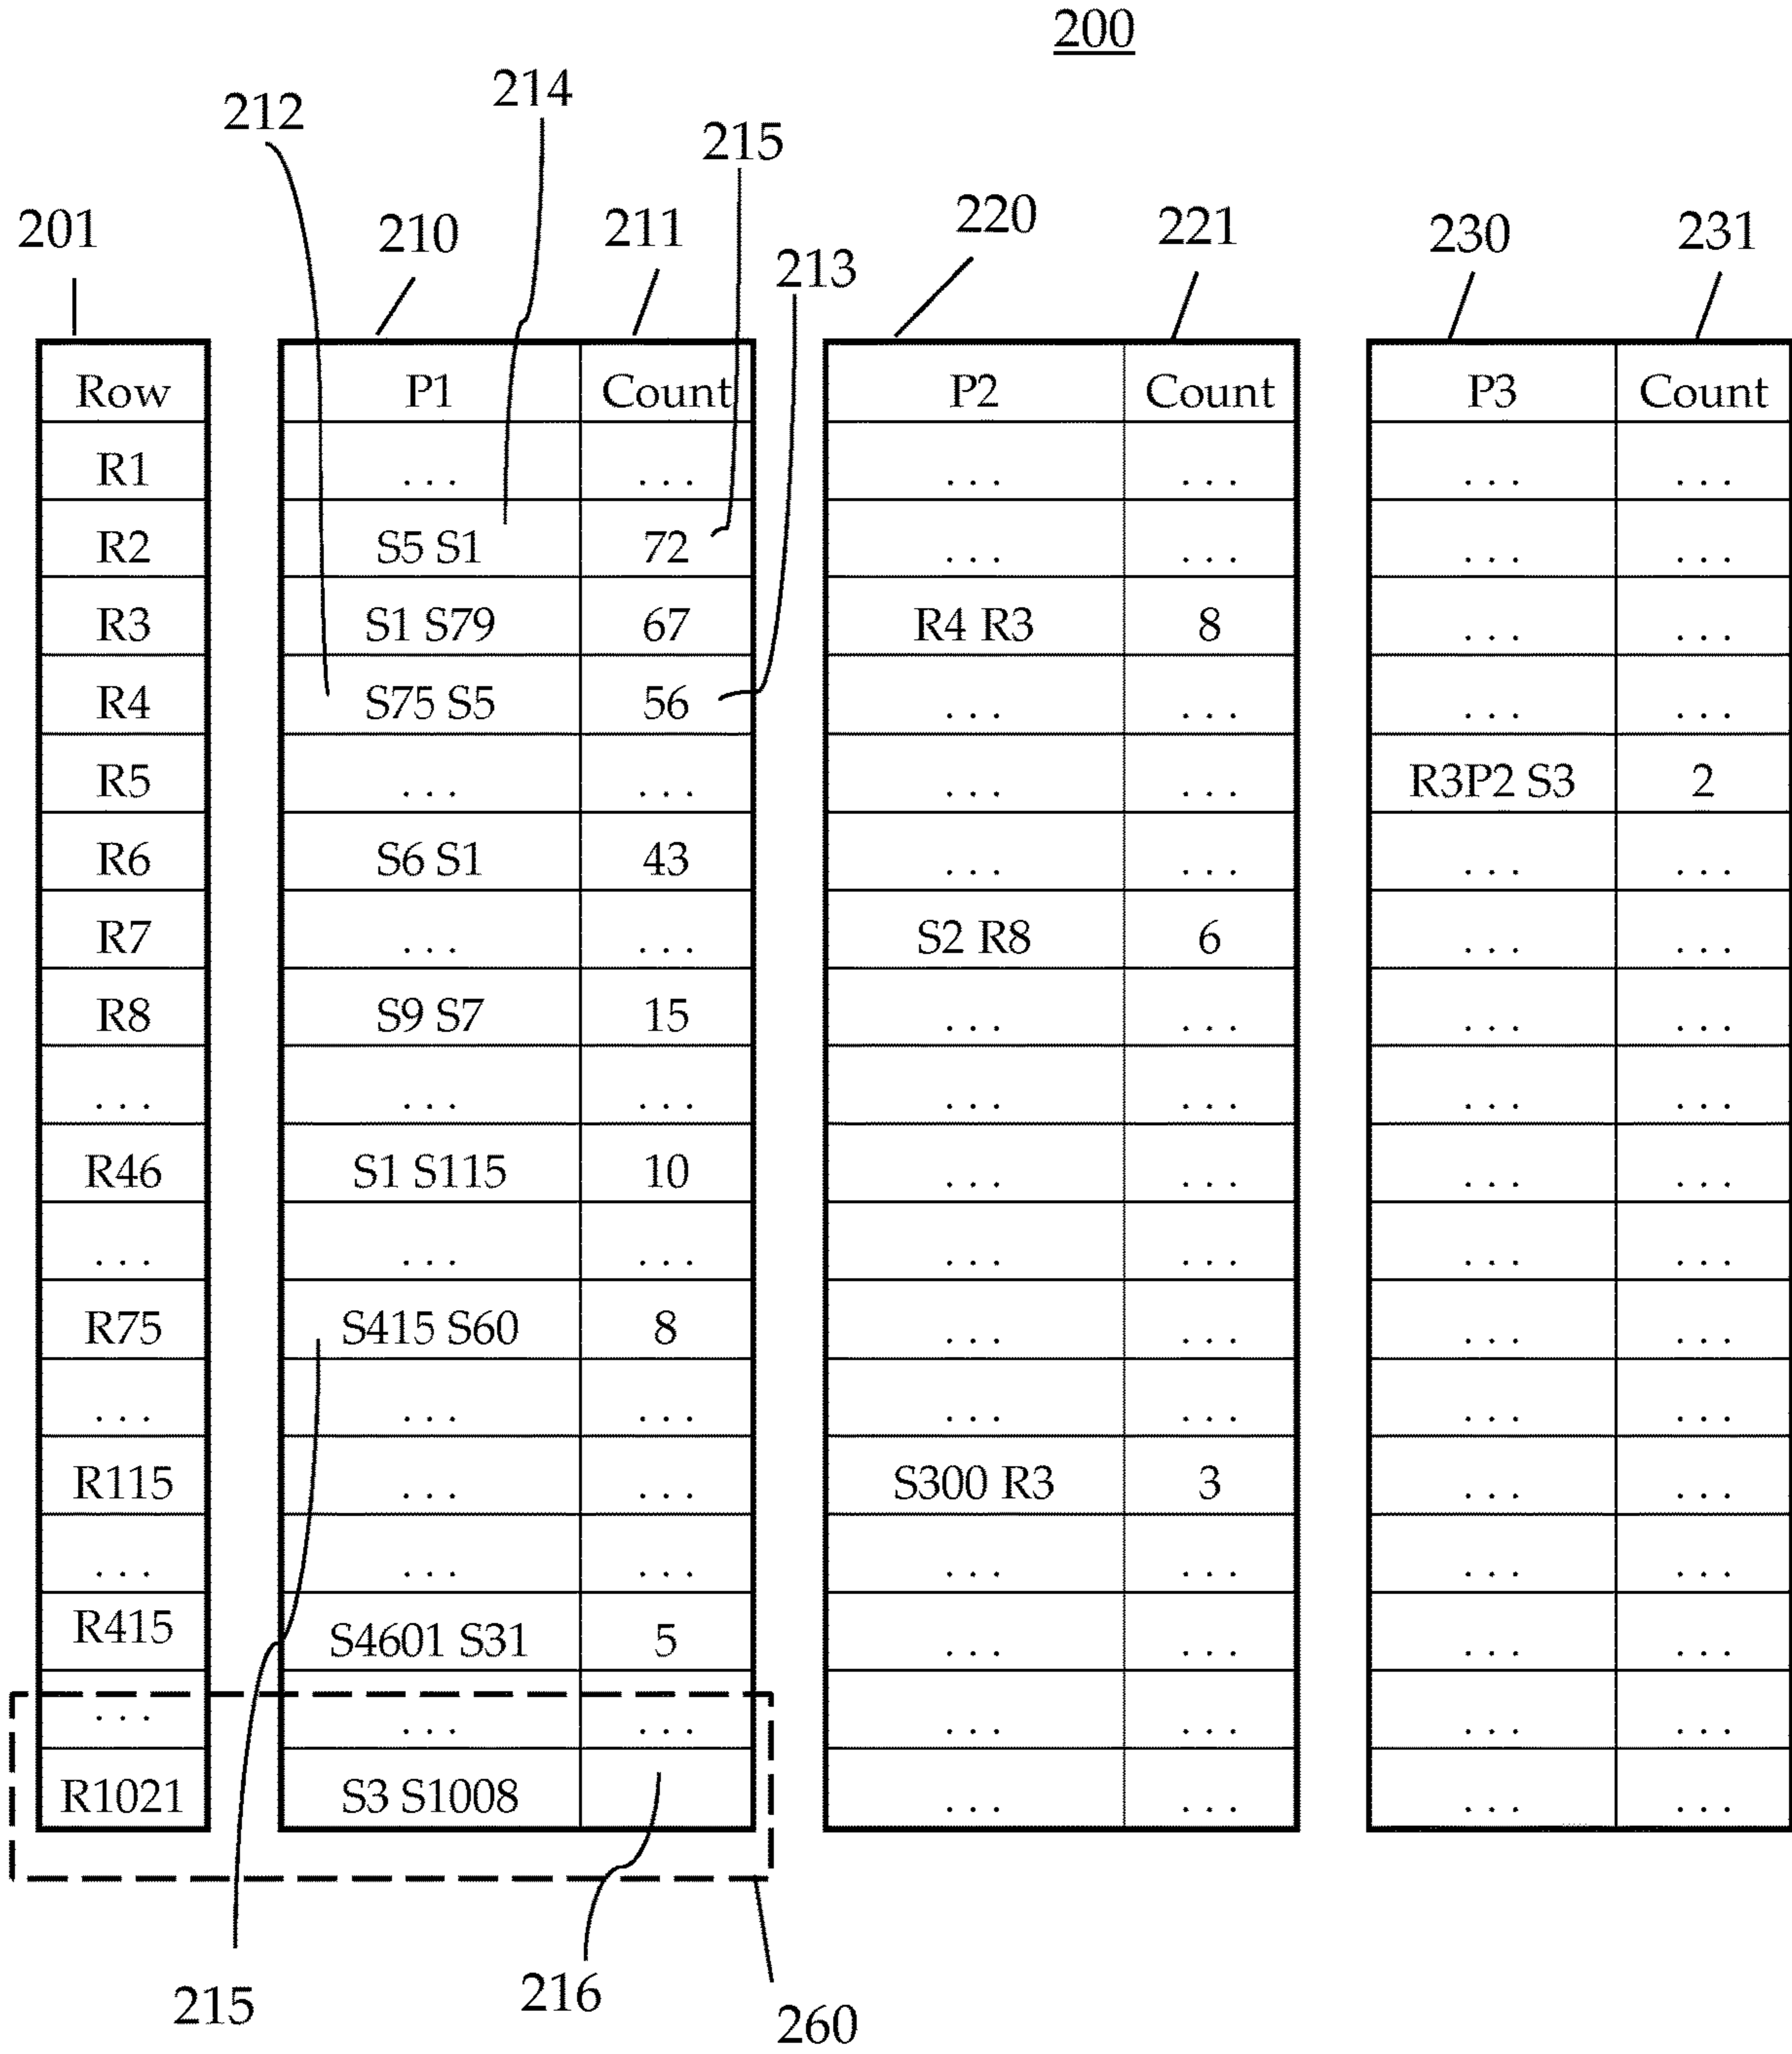 200
214
212
215
201 210 211 220 221 230 231
213
Row P1 Count P2 Count P3 Count
R1 ... ... ... ... ... ...
R2 S5 S1 72 ... ... ... ...
R3 S1 S79 67 R4 R3 8 ... ...
R4 S75 S5 56 ... ... ... ...
R5 ... ... ... ... R3P2 S3 2
R6 S6 S1 43 ... ... ... ...
R7 ... ... S2 R8 6 ... ...
R8 S9 S7 15 ... ... ... ...
... ... ... ... ... ... ...
R46 S1 S115 10 ... ... ... ...
... ... ... ... ... ... ...
R75 S415 S60 8 ... ... ... ...
... ... ... ... ... ... ...
R115 ... ... S300 R3 3 ... ...
... ... ... ... ... ... ...
R415 S4601 S31 5 ... ... ... ...
... ... ... ... ... ... ...
R1021 S3 S1008 ... ... ... ...
215 216 260